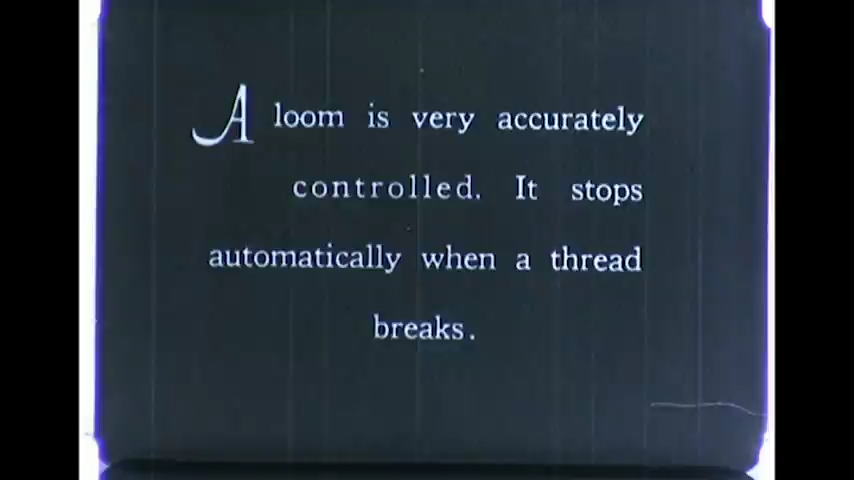 A loom is very accurately
controlled. It stops
automatically when a thread
breaks.